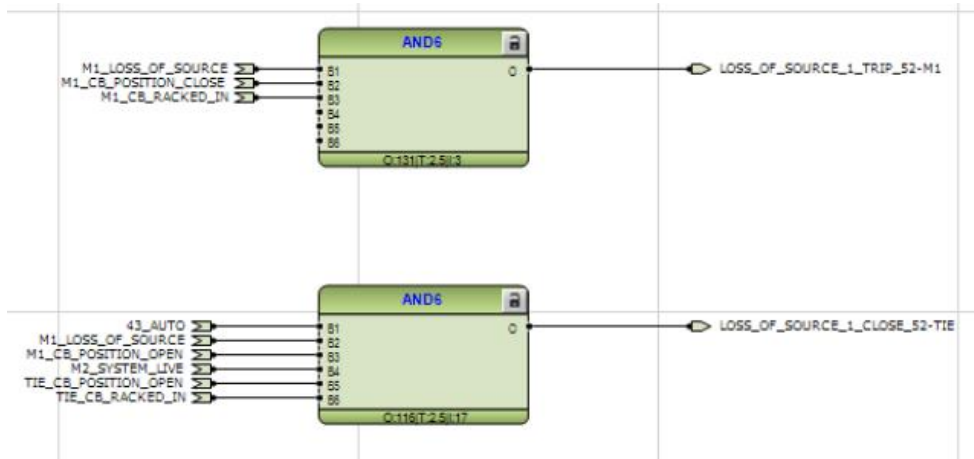 AND6
M1_LOSS_OF_SOURCE B1 O LOSS_OF_SOURCE_1_TRIP_52-M1
M1_CB_POSITION_CLOSE B2
M1_CB_RACKED_IN B3
B4
B5
B6
O:131|T:2.5|I:3
AND6
43_AUTO B1 O LOSS_OF_SOURCE_1_CLOSE_52-TIE
M1_LOSS_OF_SOURCE B2
M1_CB_POSITION_OPEN B3
M2_SYSTEM_LIVE B4
TIE_CB_POSITION_OPEN B5
TIE_CB_RACKED_IN B6
O:116|T:2.5|I:17